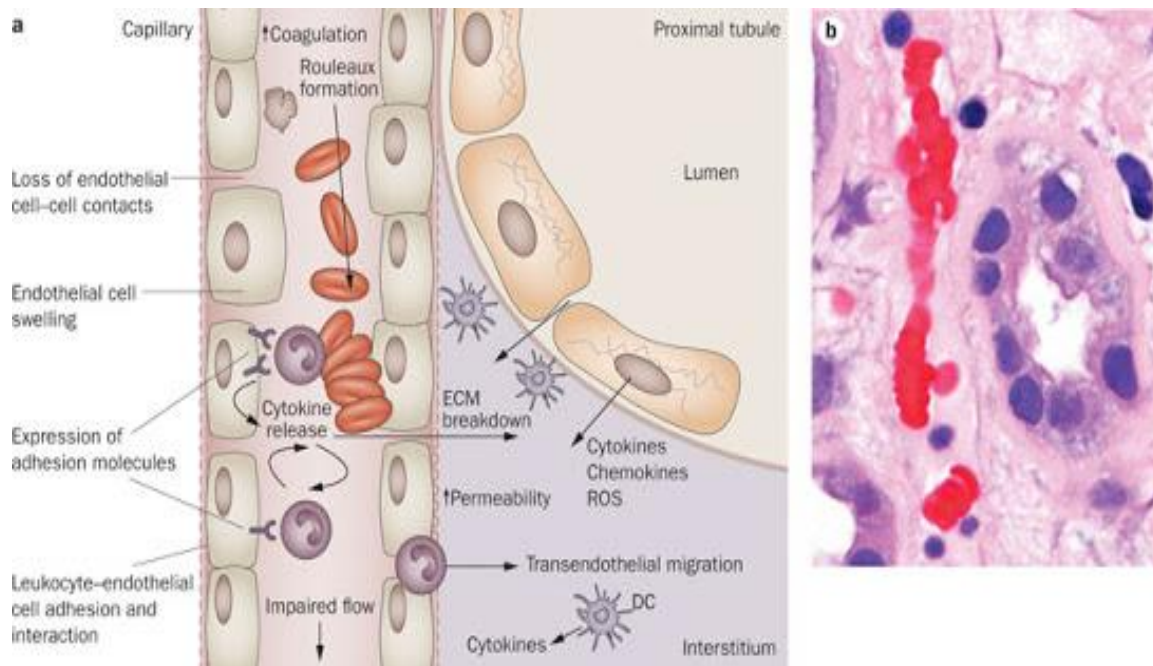 a
Capillary
↑Coagulation
Rouleaux
formation
Proximal tubule
b
Loss of endothelial
cell–cell contacts
Lumen
Endothelial cell
swelling
Expression of
adhesion molecules
Cytokine
release
ECM
breakdown
Cytokines
Chemokines
ROS
↑Permeability
Leukocyte–endothelial
cell adhesion and
interaction
Impaired flow
Transendothelial migration
DC
Cytokines
Interstitium